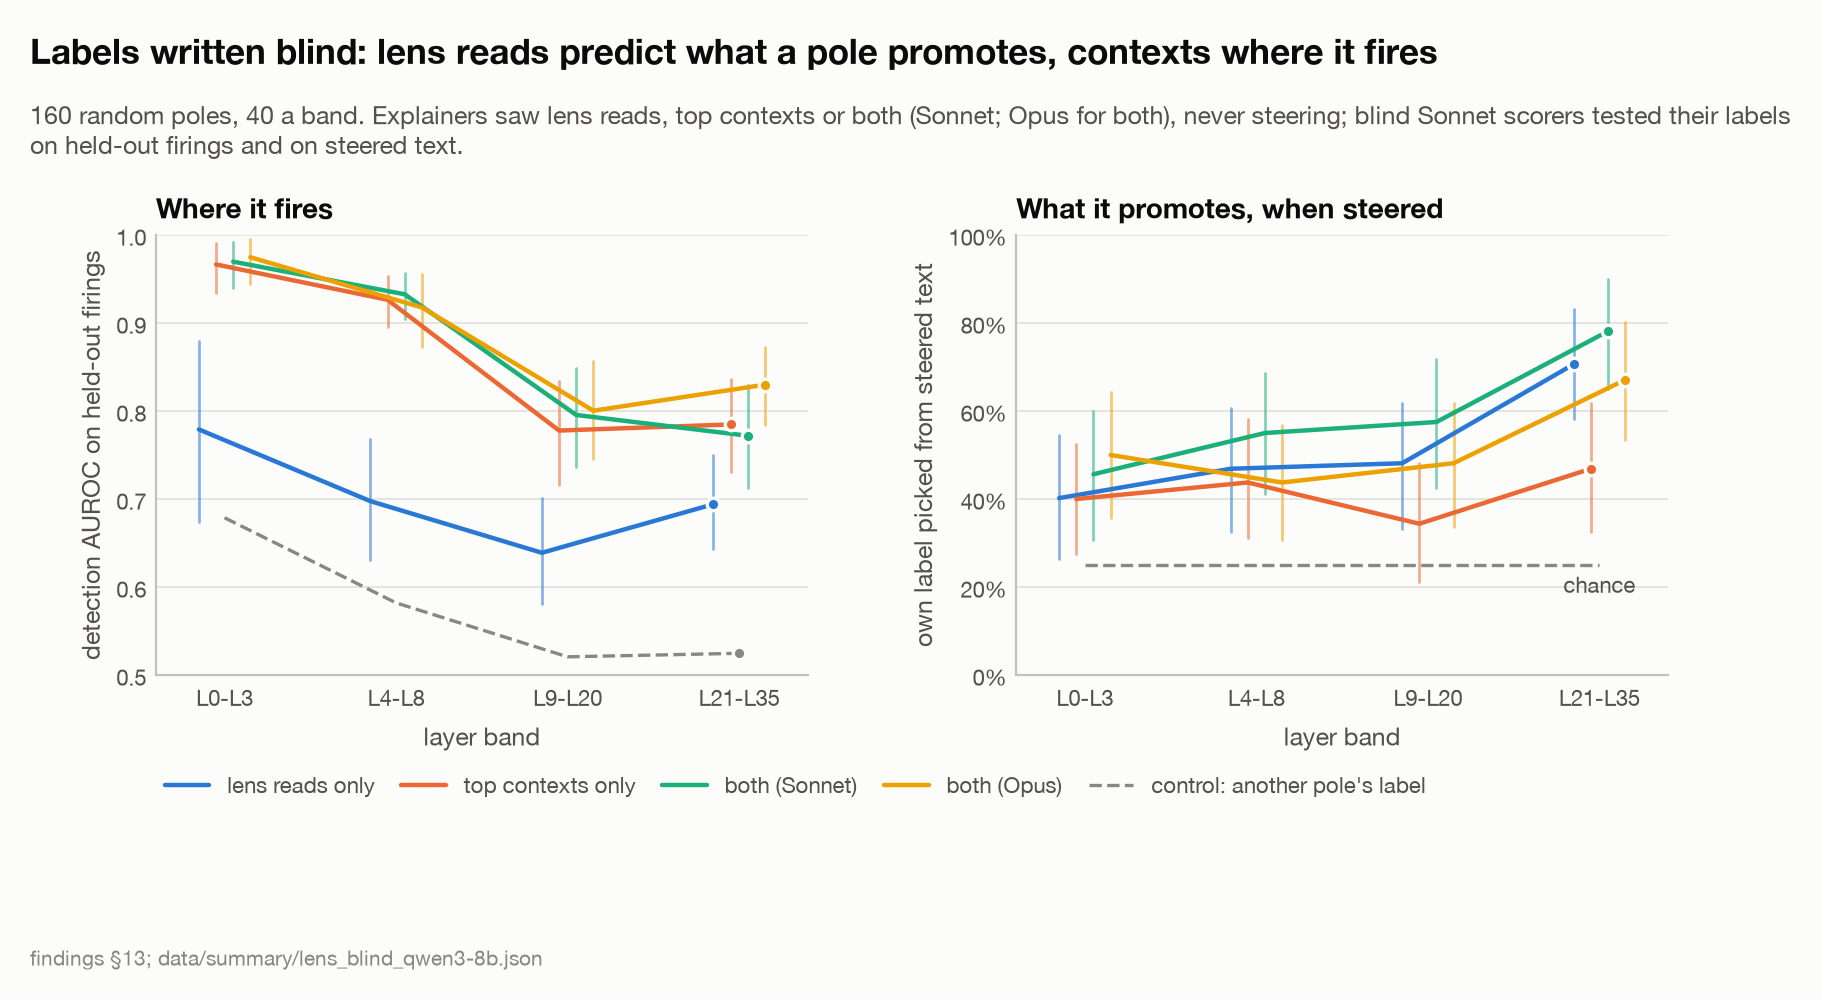 Labels written blind: lens reads predict what a pole promotes, contexts where it fires
160 random poles, 40 a band. Explainers saw lens reads, top contexts or both (Sonnet; Opus for both), never steering; blind Sonnet scorers tested their labels
on held-out firings and on steered text.
Where it fires
detection AUROC on held-out firings
1.0
0.9
0.8
0.7
0.6
0.5
L0-L3 L4-L8 L9-L20 L21-L35
layer band
What it promotes, when steered
own label picked from steered text
100%
80%
60%
40%
20%
0%
chance
L0-L3 L4-L8 L9-L20 L21-L35
layer band
lens reads only top contexts only both (Sonnet) both (Opus) control: another pole's label
findings §13; data/summary/lens_blind_qwen3-8b.json